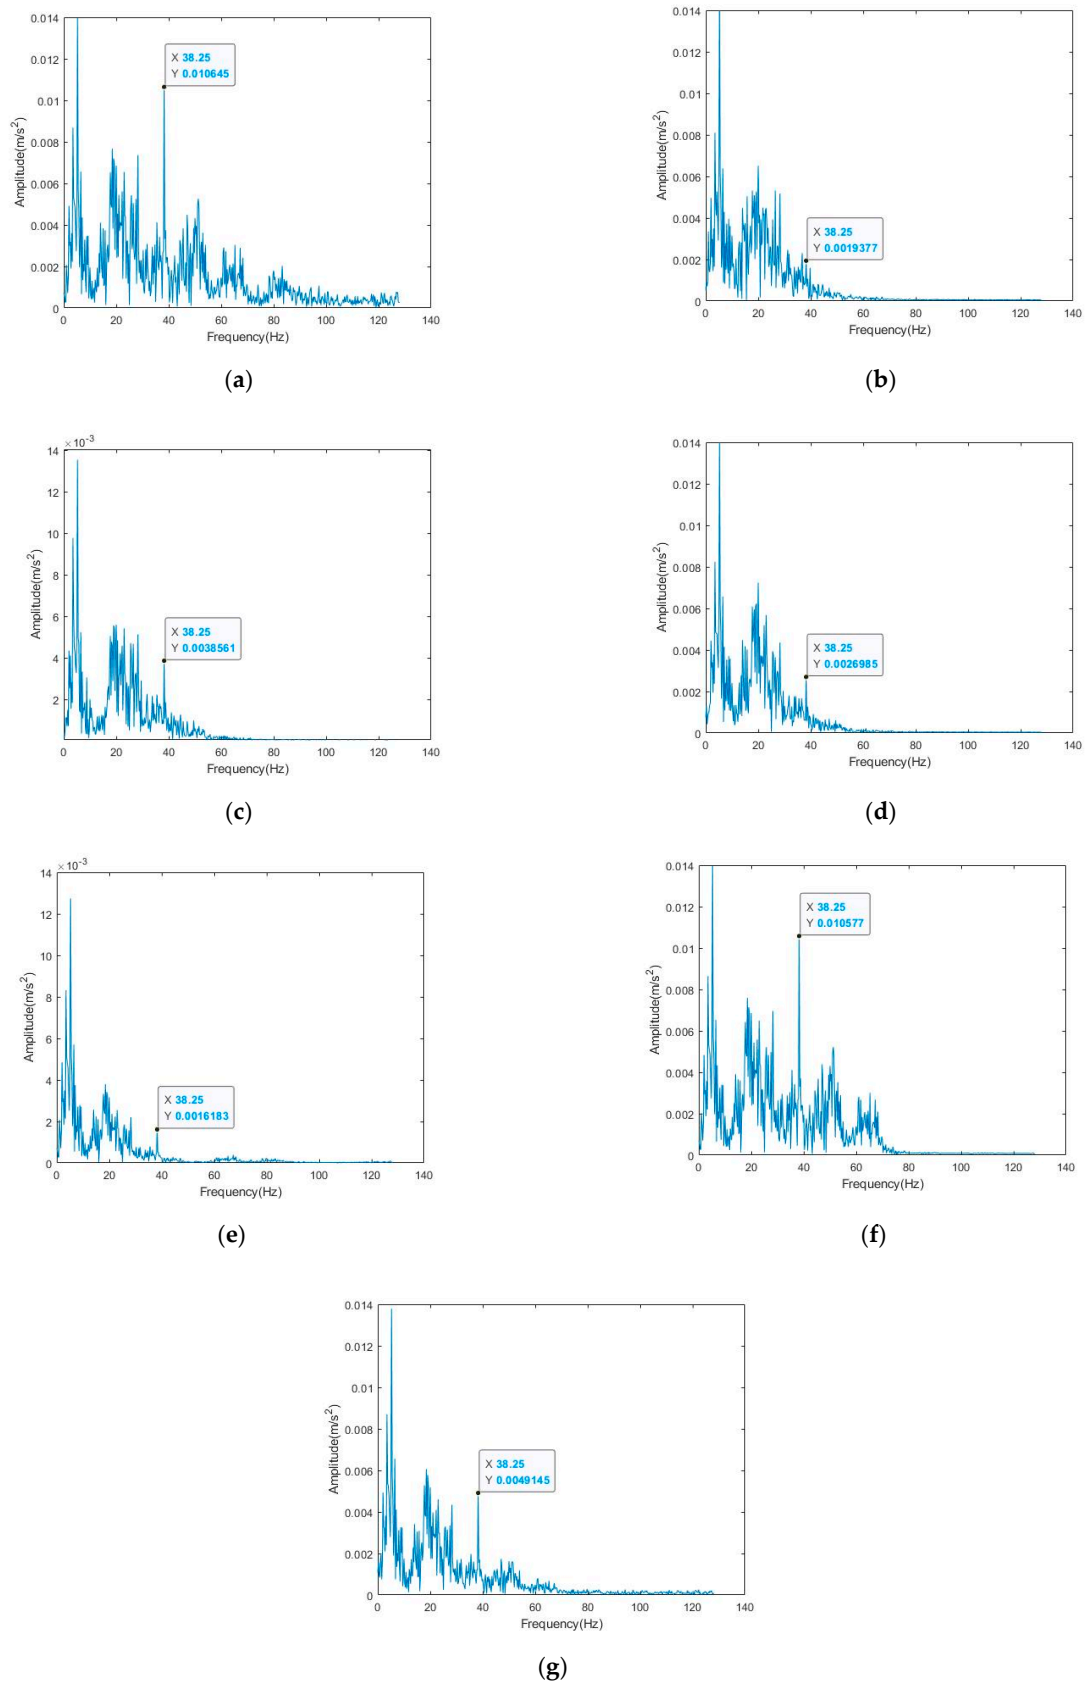 0.014
0.012
0.01
0.008
0.006
0.004
0.002
0
Amplitude(m/s²)
X 38.25
Y 0.010645
0 20 40 60 80 100 120 140
Frequency(Hz)
(a)
0.014
0.012
0.01
0.008
0.006
0.004
0.002
0
Amplitude(m/s²)
X 38.25
Y 0.0019377
0 20 40 60 80 100 120 140
Frequency(Hz)
(b)
×10⁻³
14
12
10
8
6
4
2
Amplitude(m/s²)
X 38.25
Y 0.0038561
0 20 40 60 80 100 120 140
Frequency(Hz)
(c)
0.014
0.012
0.01
0.008
0.006
0.004
0.002
0
Amplitude(m/s²)
X 38.25
Y 0.0026985
0 20 40 60 80 100 120 140
Frequency(Hz)
(d)
×10⁻³
14
12
10
8
6
4
2
0
Amplitude(m/s²)
X 38.25
Y 0.0016183
0 20 40 60 80 100 120 140
Frequency(Hz)
(e)
0.014
0.012
0.01
0.008
0.006
0.004
0.002
0
Amplitude(m/s²)
X 38.25
Y 0.010577
0 20 40 60 80 100 120 140
Frequency(Hz)
(f)
0.014
0.012
0.01
0.008
0.006
0.004
0.002
0
Amplitude(m/s²)
X 38.25
Y 0.0049145
0 20 40 60 80 100 120 140
Frequency(Hz)
(g)